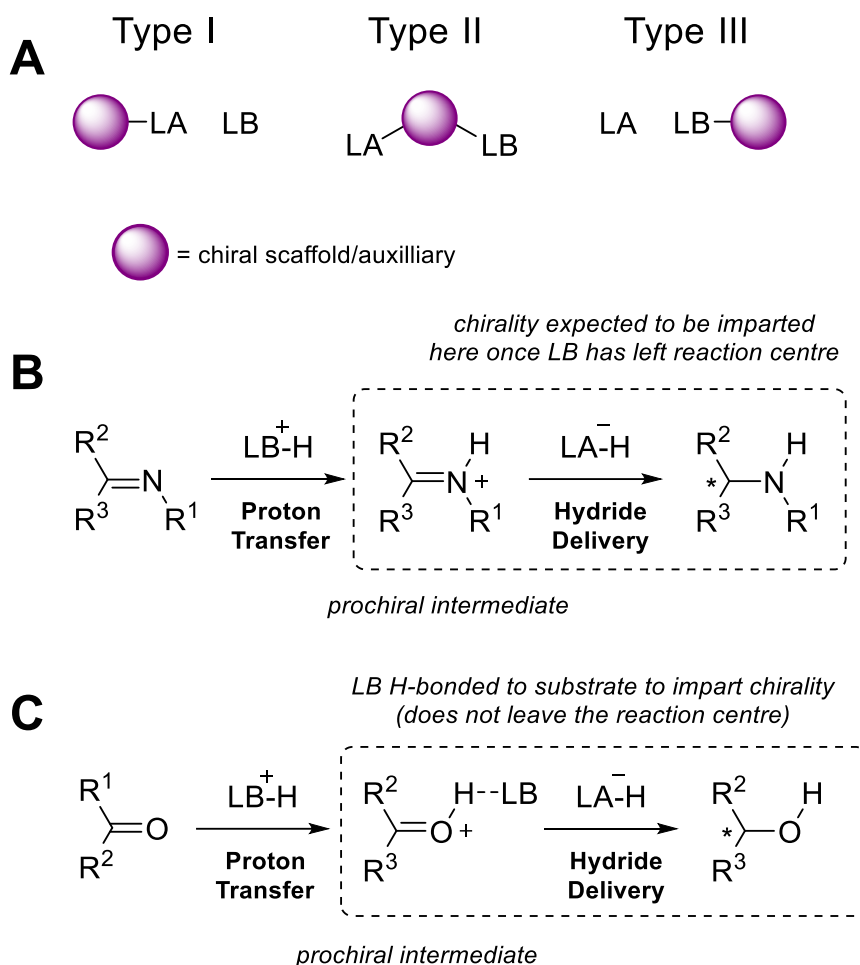 Type I Type II Type III
A
LA LB LA LB LA LB
= chiral scaffold/auxilliary
chirality expected to be imparted
here once LB has left reaction centre
B
R² R³ N R¹
LB-H
+
Proton
Transfer
R² R³ N H + R¹
LA-H
−
Hydride
Delivery
R² * R³ N H R¹
prochiral intermediate
LB H-bonded to substrate to impart chirality
(does not leave the reaction centre)
C
R¹ R² O
LB-H
+
Proton
Transfer
R² R³ O + H--LB
LA-H
−
Hydride
Delivery
R² * R³ O H
prochiral intermediate